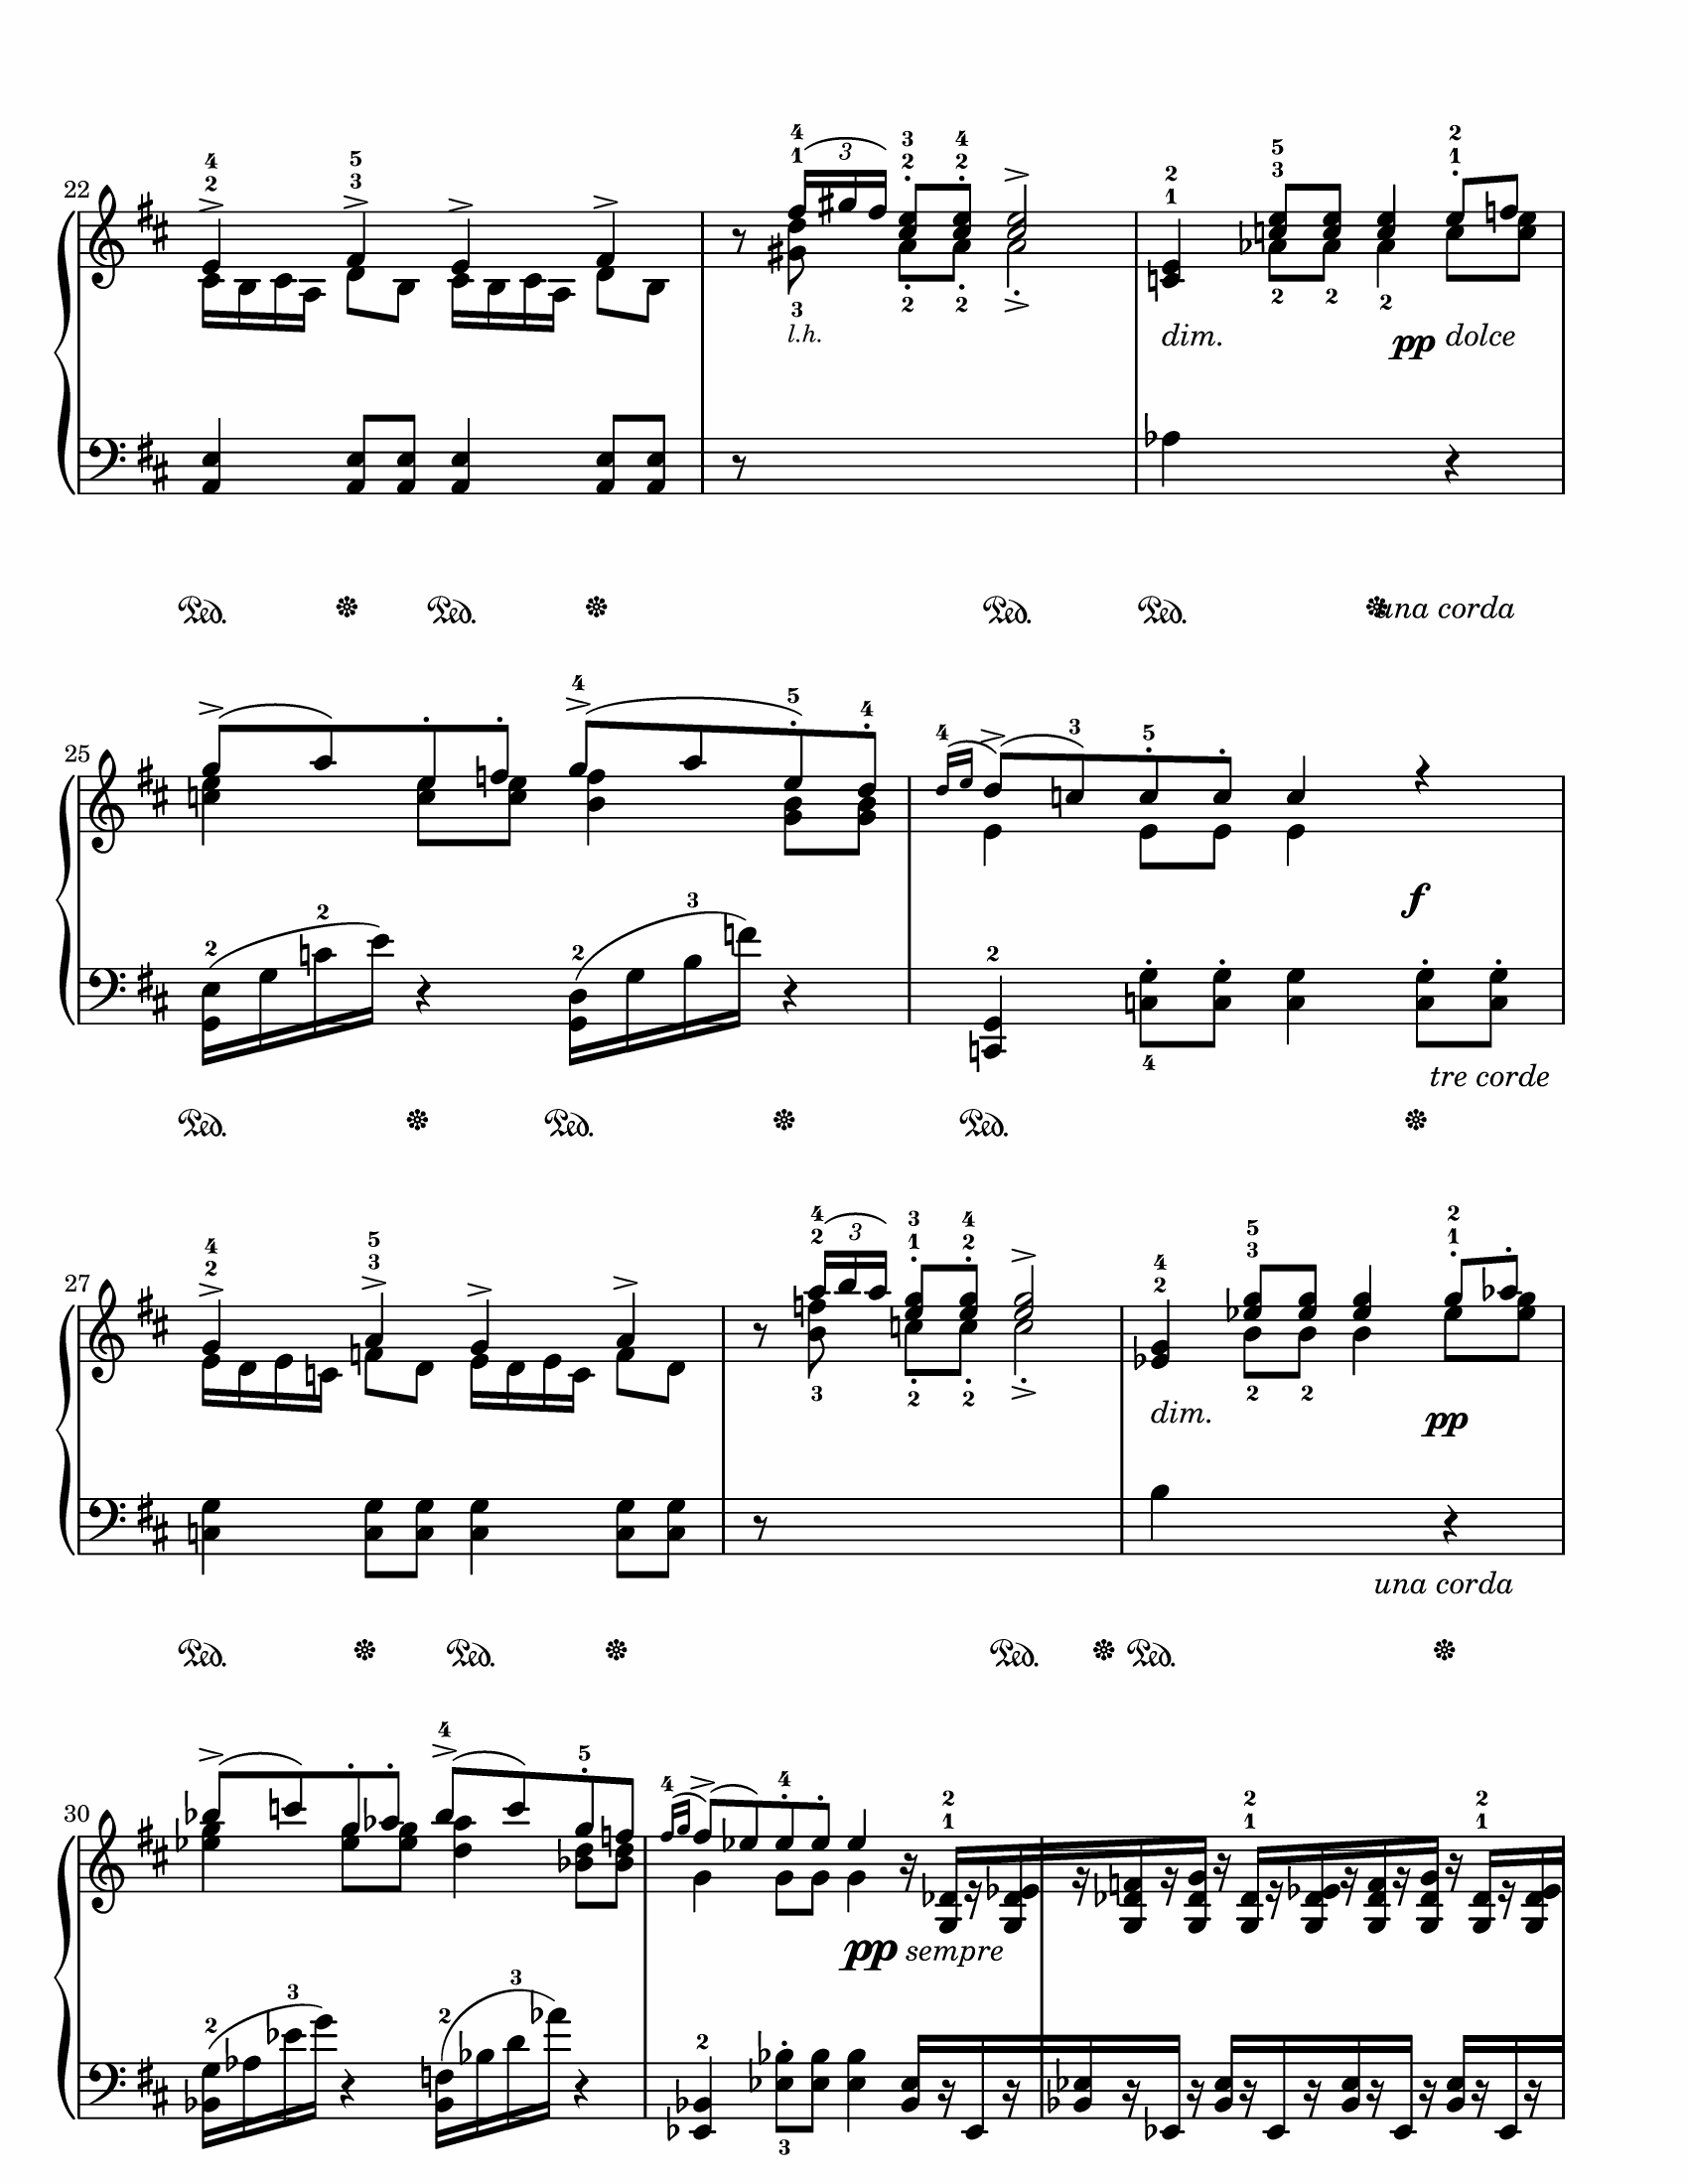 4 5 4 3 4 2 5 2
2 3 1 2 2 1 3 1
22
3
3 2 2 2 2 2
l.h. dim. pp dolce
Ped. Ped. Ped. Ped. una corda
4 5 4 4 3 5
25
f
2 2 2 3 2
4
tre corde
Ped. Ped. Ped.
4 5 4 3 4 4 5 2
2 3 2 1 2 2 3 1
3
27
3 2 2 2 2
dim. pp
una corda
Ped. Ped. Ped. Ped.
4 5 4 4 2 2 2
1 1 1
30
pp sempre
2 3 2 3 2
3